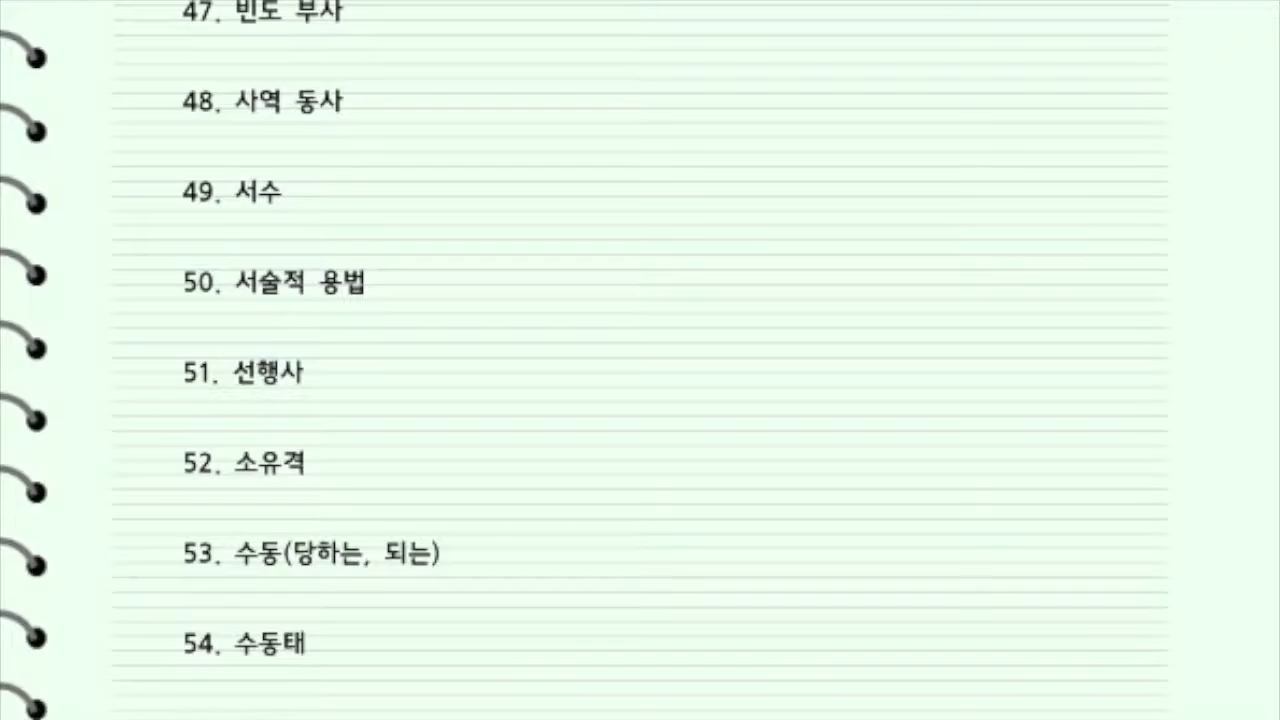 47. 빈도 부사
48. 사역 동사
49. 서수
50. 서술적 용법
51. 선행사
52. 소유격
53. 수동(당하는, 되는)
54. 수동태